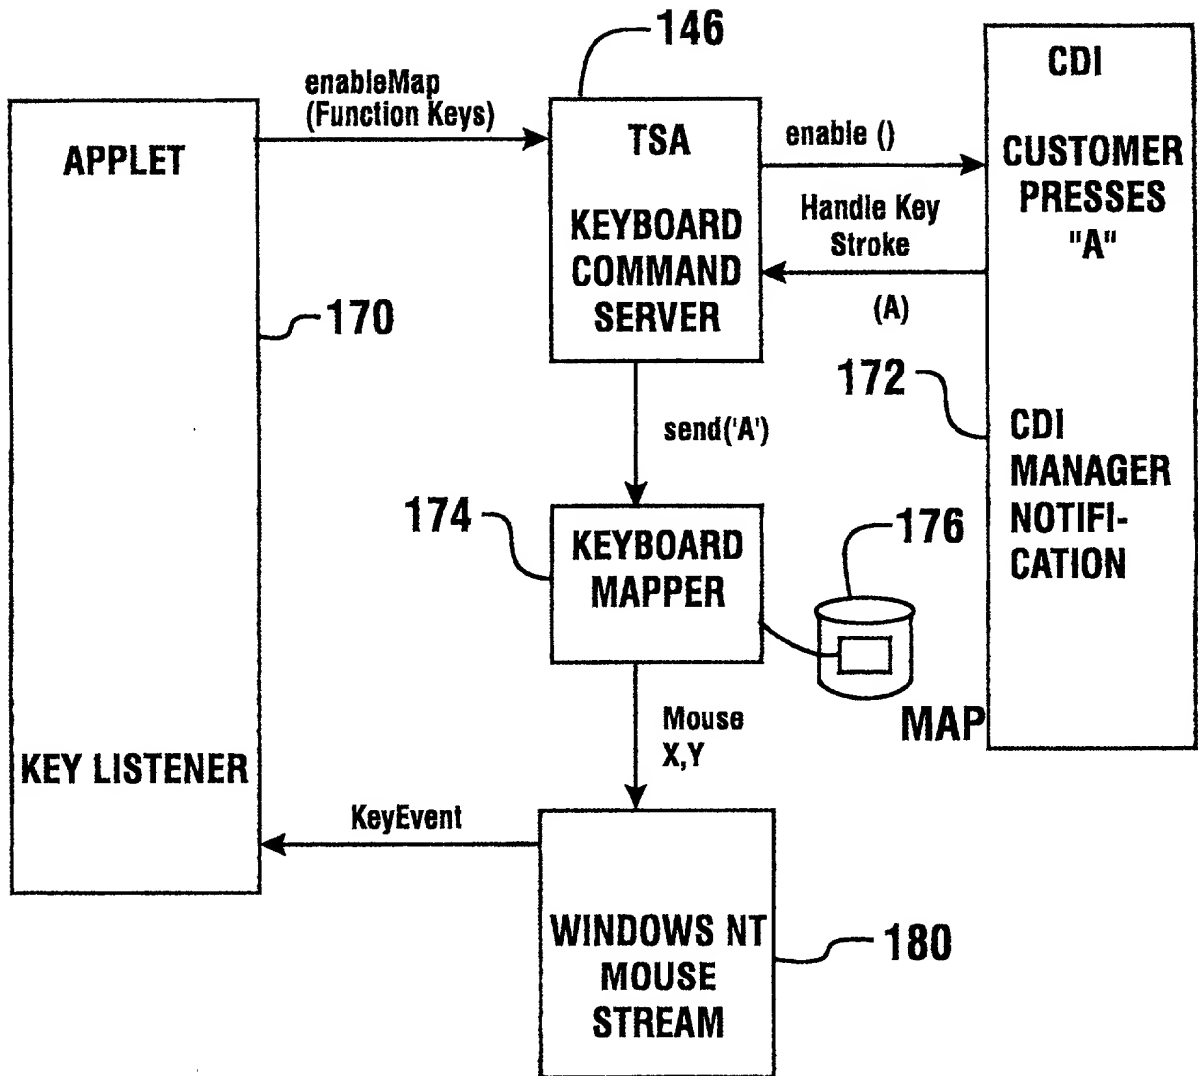 146
CDI
enableMap
(Function Keys)
APPLET
TSA
enable ()
CUSTOMER
PRESSES
"A"
KEYBOARD
COMMAND
SERVER
Handle Key
Stroke
(A)
170
172
send('A')
CDI
MANAGER
NOTIFI-
CATION
174
KEYBOARD
MAPPER
176
MAP
Mouse
X,Y
KEY LISTENER
KeyEvent
WINDOWS NT
MOUSE
STREAM
180